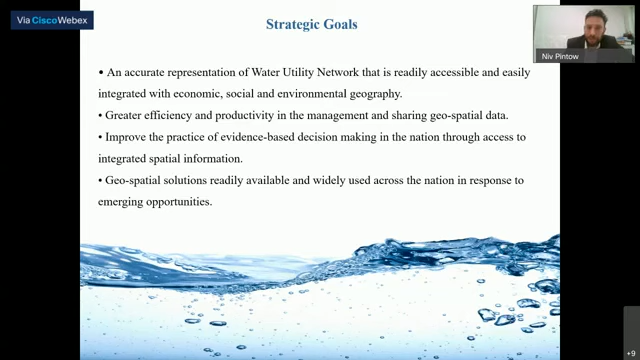 Via Cisco Webex
Strategic Goals
Niv Pintow
• An accurate representation of Water Utility Network that is readily accessible and easily
integrated with economic, social and environmental geography.
• Greater efficiency and productivity in the management and sharing geo-spatial data.
• Improve the practice of evidence-based decision making in the nation through access to
integrated spatial information.
• Geo-spatial solutions readily available and widely used across the nation in response to
emerging opportunities.
+9